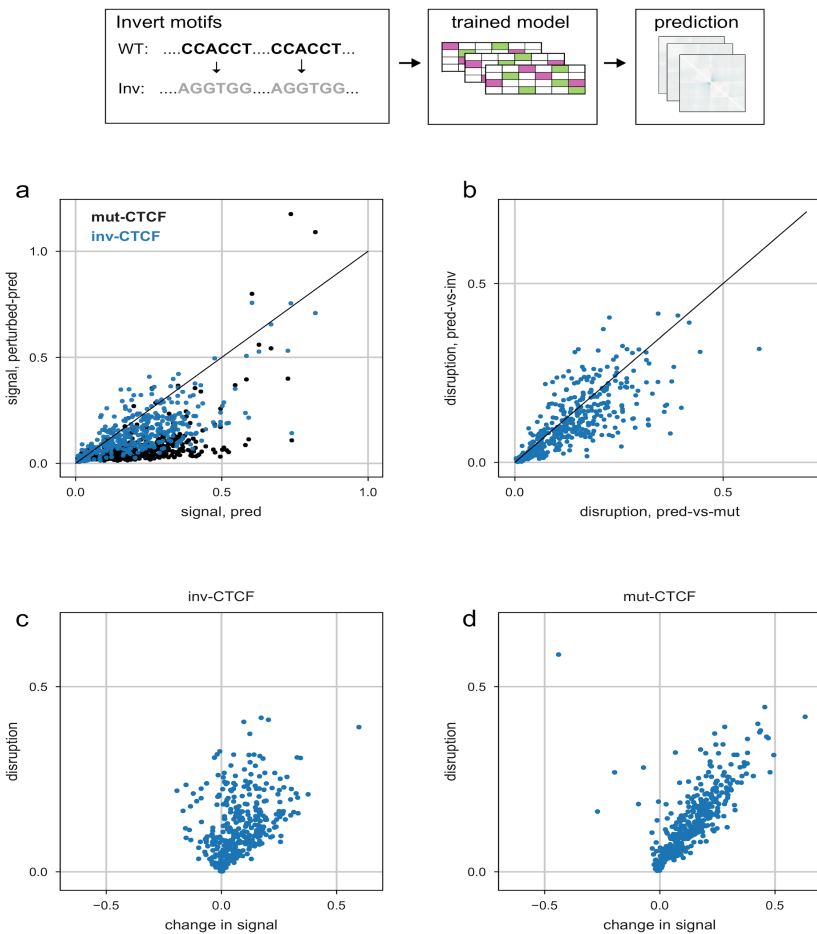 Invert motifs
WT: ....CCACCT....CCACCT...
Inv: ....AGGTGG....AGGTGG...
trained model
prediction
a
mut-CTCF
inv-CTCF
signal, perturbed-pred
1.0
0.5
0.0
0.0 0.5 1.0
signal, pred
b
disruption, pred-vs-inv
0.5
0.0
0.0 0.5
disruption, pred-vs-mut
c
inv-CTCF
disruption
0.5
0.0
−0.5 0.0 0.5
change in signal
d
mut-CTCF
disruption
0.5
0.0
−0.5 0.0 0.5
change in signal